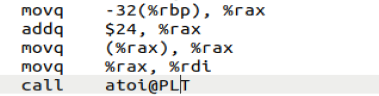 movq -32(%rbp), %rax
addq $24, %rax
movq (%rax), %rax
movq %rax, %rdi
call atoi@PLT